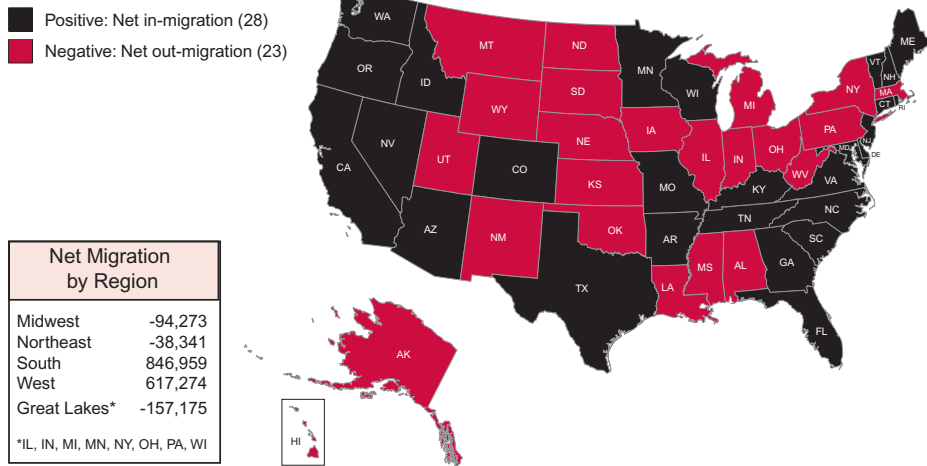 Positive: Net in-migration (28)
Negative: Net out-migration (23)
WA
MT
ND
MN
ME
OR
ID
WY
SD
WI
MI
NY
VT
NH
MA
CT
RI
NV
UT
CO
NE
IA
IL
IN
OH
PA
NJ
MD
DE
WV
VA
CA
KS
MO
KY
NC
TN
AZ
NM
OK
AR
SC
MS
AL
GA
TX
LA
FL
AK
HI
Net Migration
by Region
Midwest -94,273
Northeast -38,341
South 846,959
West 617,274
Great Lakes* -157,175
*IL, IN, MI, MN, NY, OH, PA, WI